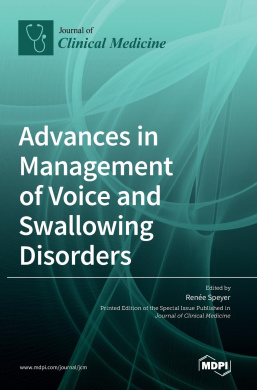 Journal of
Clinical Medicine
Advances in
Management
of Voice and
Swallowing
Disorders
Edited by
Renée Speyer
Printed Edition of the Special Issue Published in
Journal of Clinical Medicine
www.mdpi.com/journal/jcm
MDPI